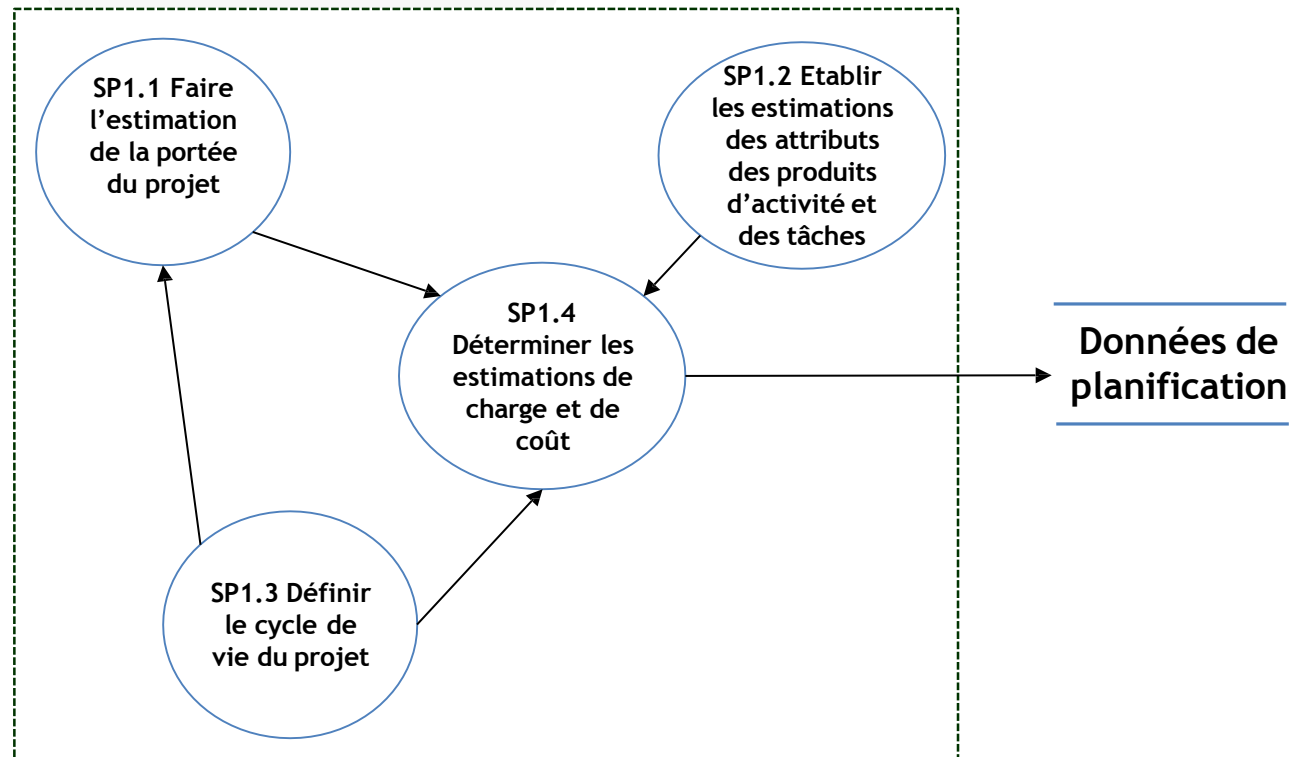 SP1.1 Faire
l’estimation
de la portée
du projet
SP1.2 Etablir
les estimations
des attributs
des produits
d’activité et
des tâches
SP1.4
Déterminer les
estimations de
charge et de
coût
Données de
planification
SP1.3 Définir
le cycle de
vie du projet